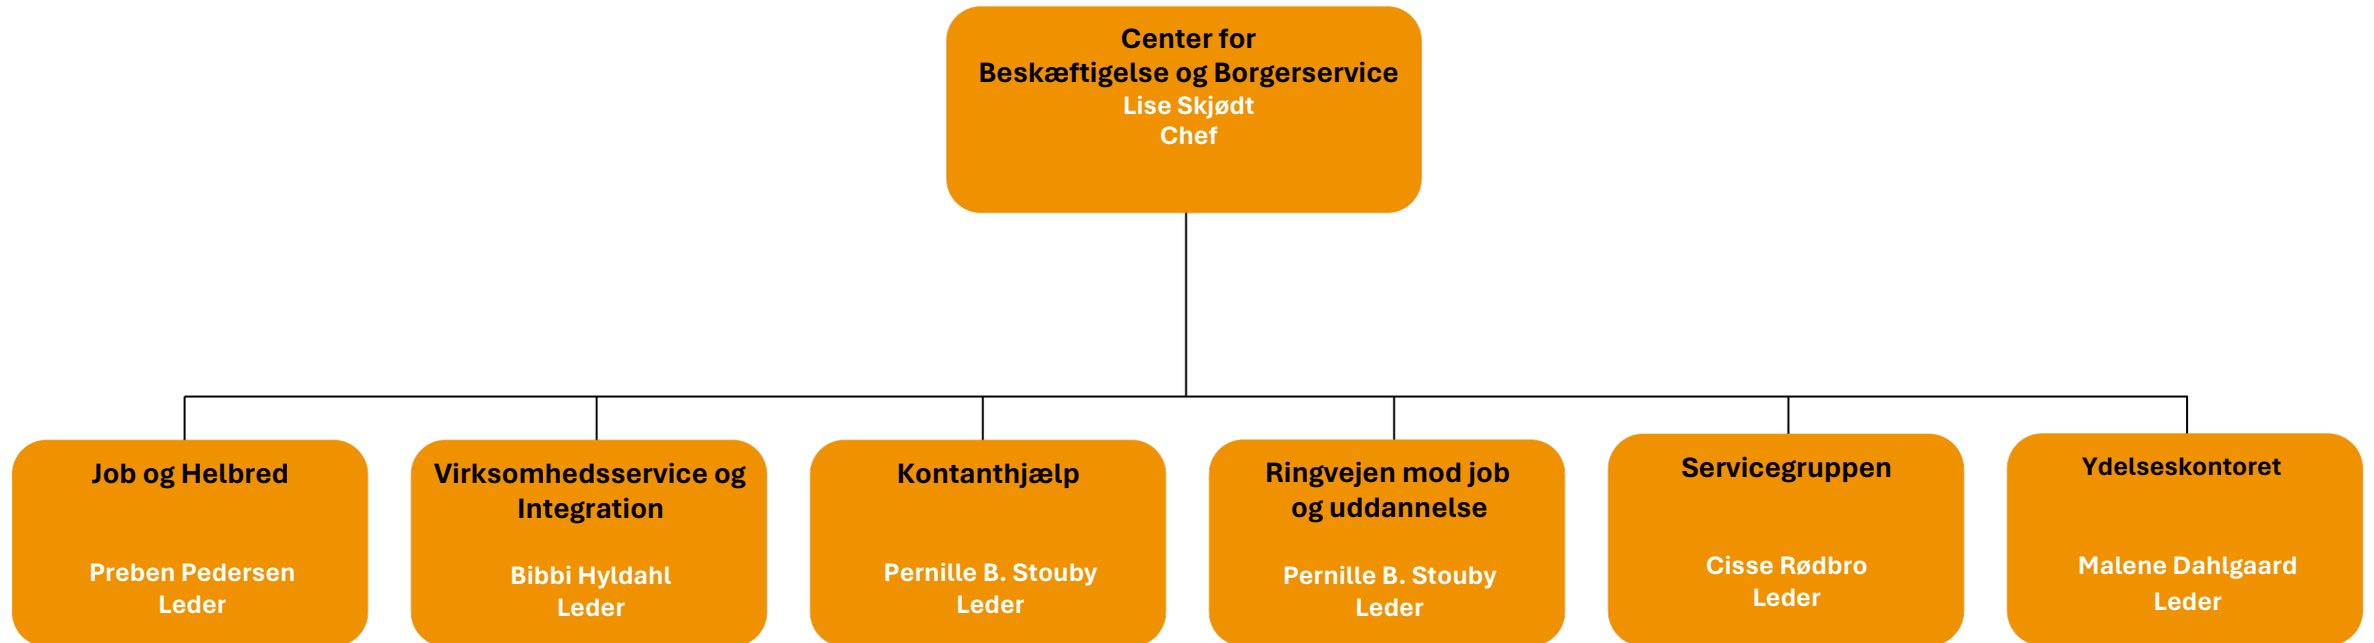 Center for
Beskæftigelse og Borgerservice
Lise Skjødt
Chef
Job og Helbred
Preben Pedersen
Leder
Virksomhedsservice og
Integration
Bibbi Hyldahl
Leder
Kontanthjælp
Pernille B. Stouby
Leder
Ringvejen mod job
og uddannelse
Pernille B. Stouby
Leder
Servicegruppen
Cisse Rødbro
Leder
Ydelseskontoret
Malene Dahlgaard
Leder